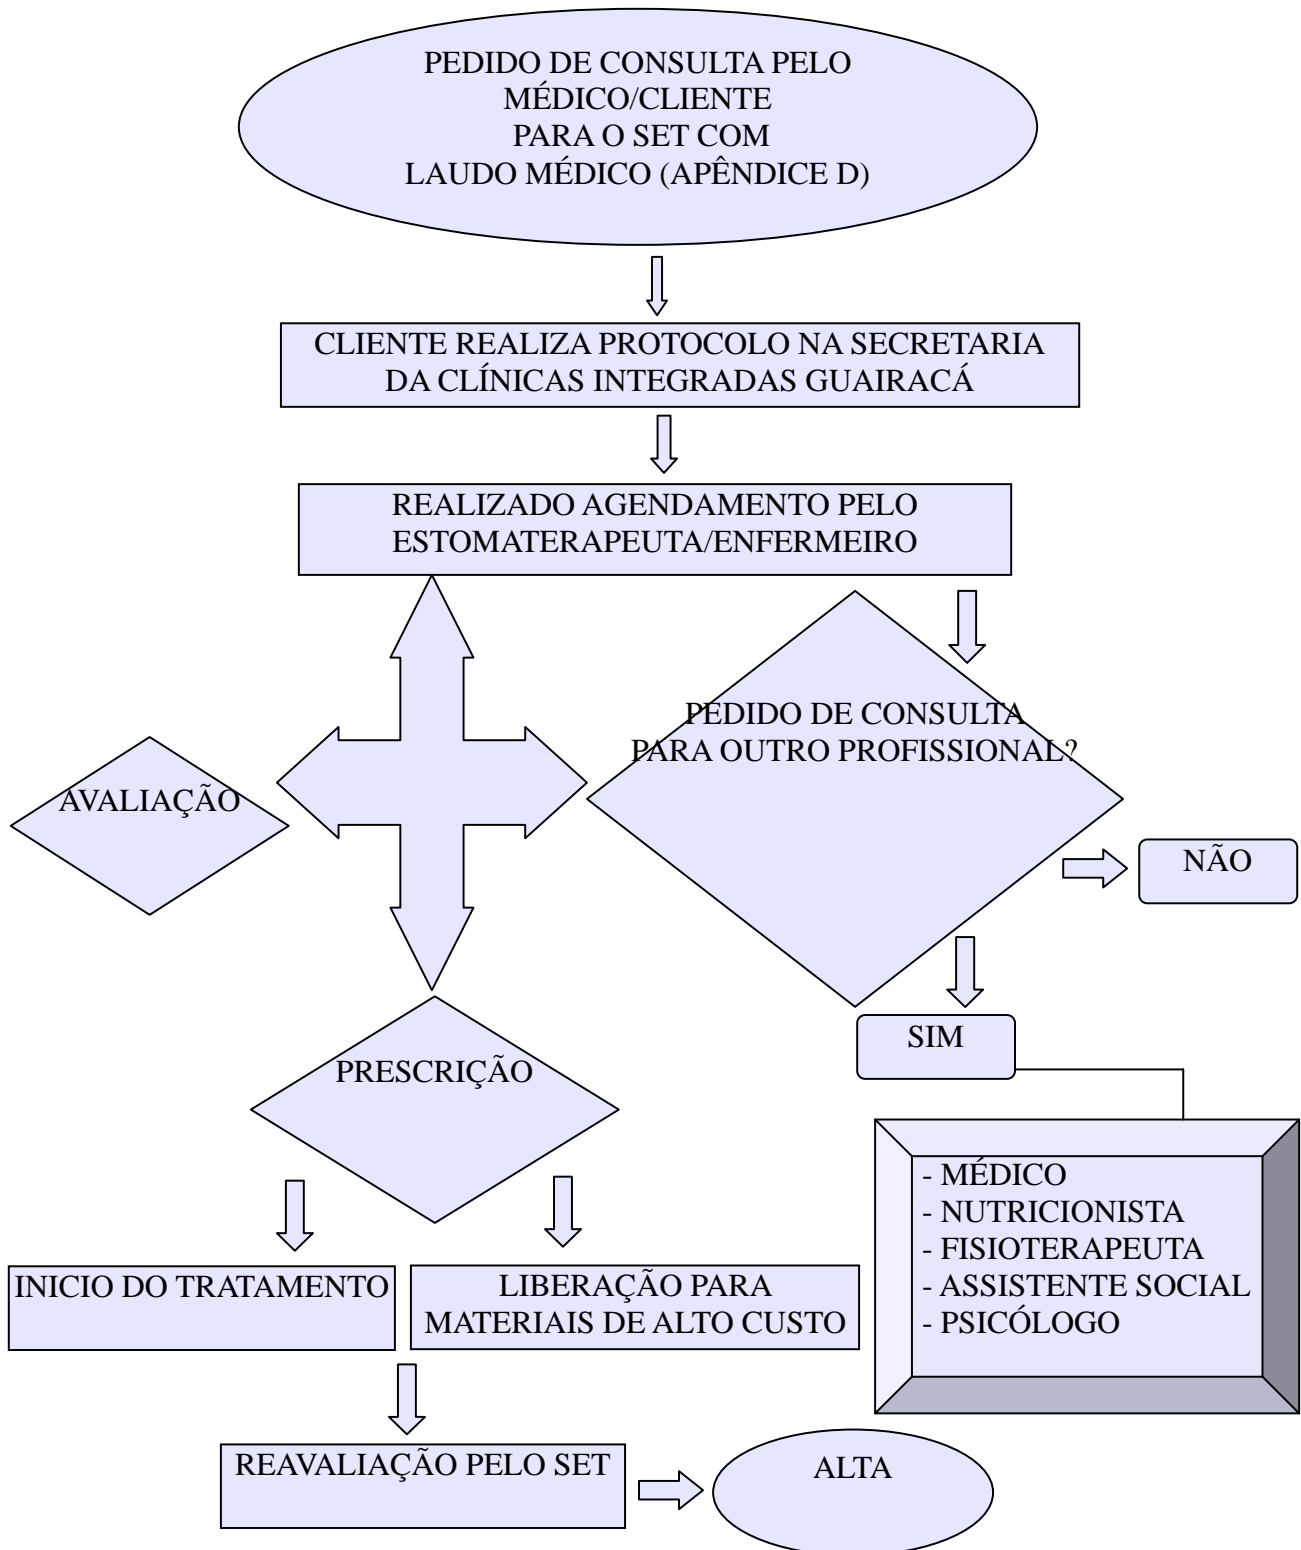 PEDIDO DE CONSULTA PELO
MÉDICO/CLIENTE
PARA O SET COM
LAUDO MÉDICO (APÊNDICE D)
CLIENTE REALIZA PROTOCOLO NA SECRETARIA
DA CLÍNICAS INTEGRADAS GUAIRACÁ
REALIZADO AGENDAMENTO PELO
ESTOMATERAPEUTA/ENFERMEIRO
PEDIDO DE CONSULTA
PARA OUTRO PROFISSIONAL?
AVALIAÇÃO
NÃO
SIM
PRESCRIÇÃO
- MÉDICO
- NUTRICIONISTA
- FISIOTERAPEUTA
- ASSISTENTE SOCIAL
- PSICÓLOGO
INICIO DO TRATAMENTO
LIBERAÇÃO PARA
MATERIAIS DE ALTO CUSTO
REAVALIAÇÃO PELO SET
ALTA